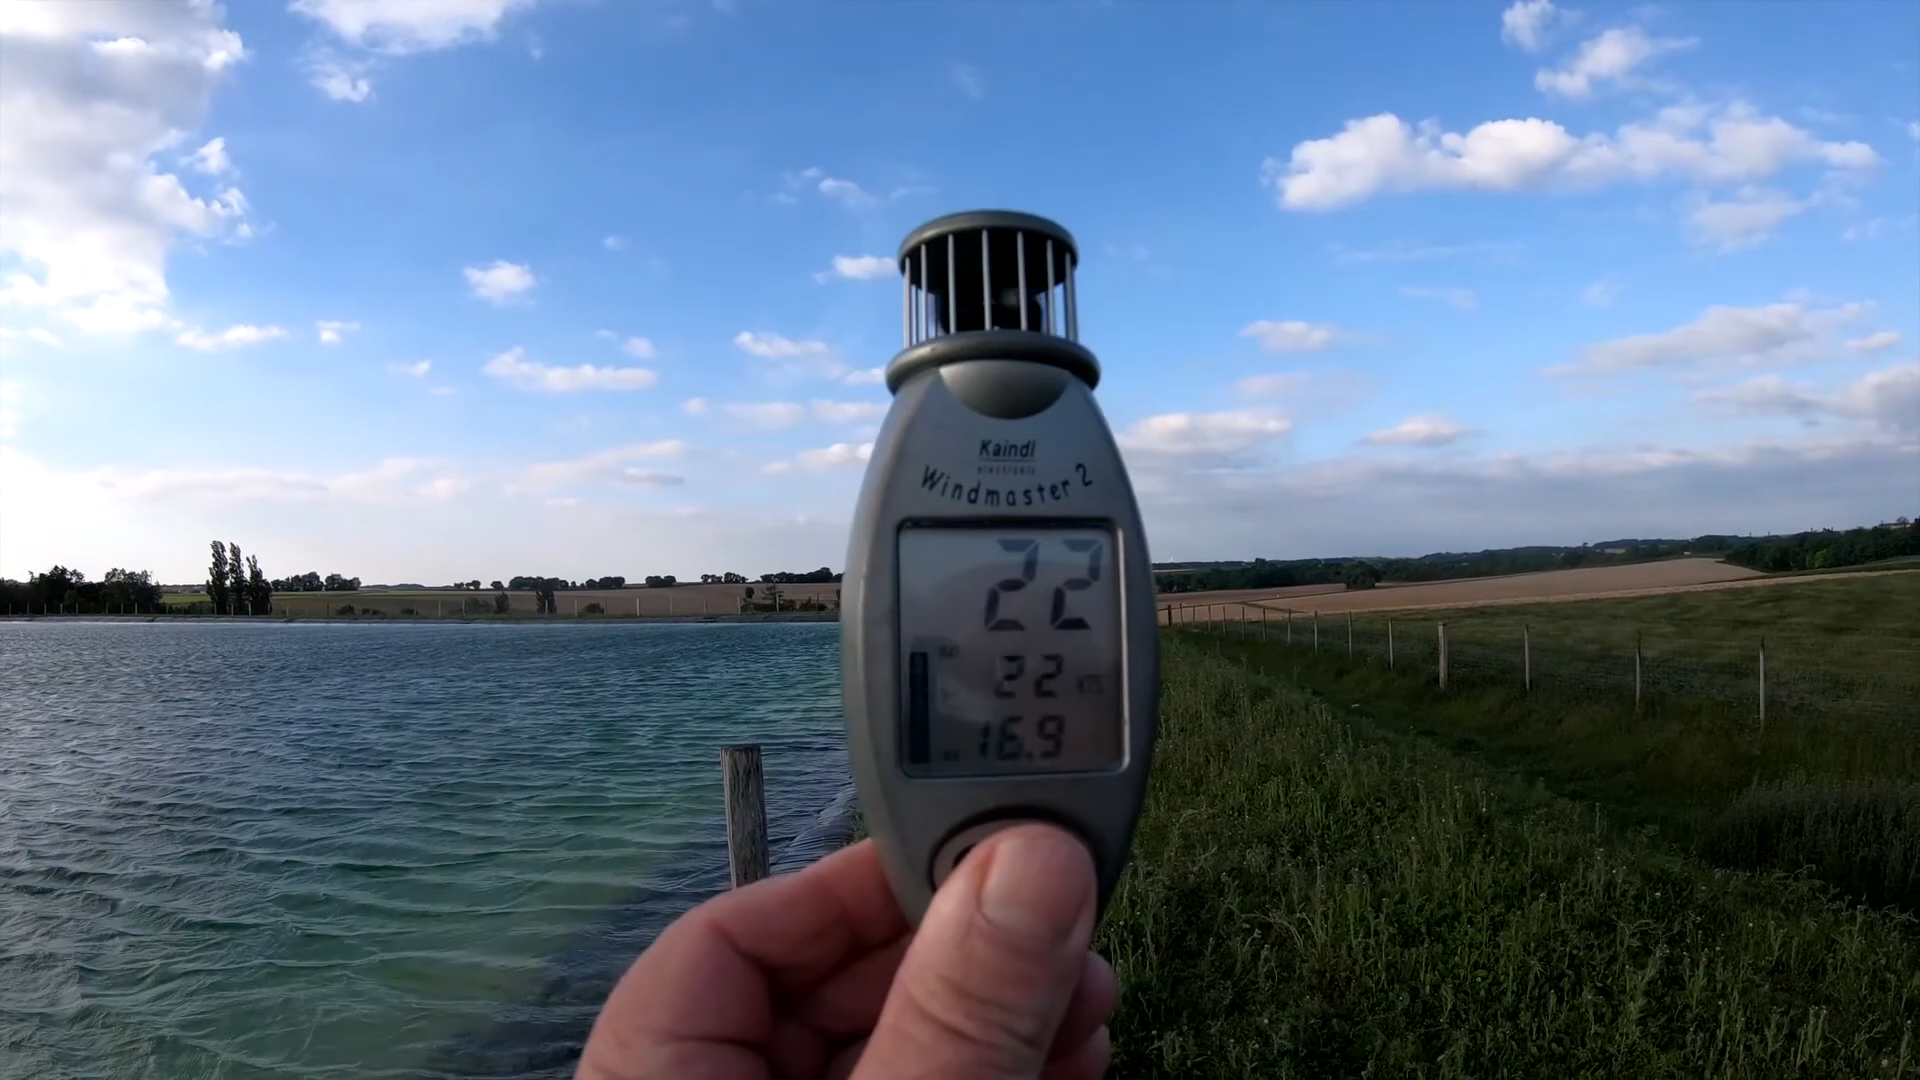 Kaindl
electronic
Windmaster 2
22
22 KTS
16.9